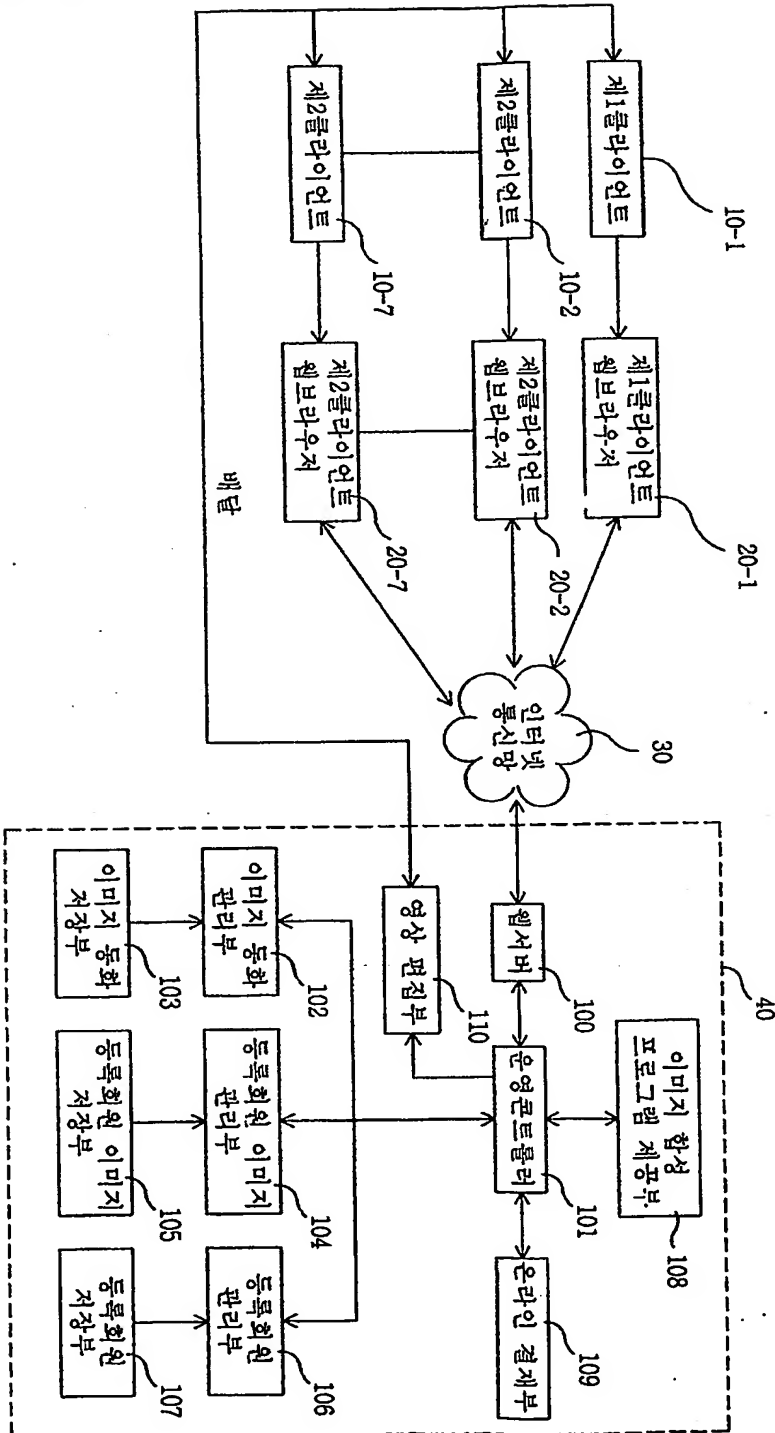 제1클라이언트
10-1
제1클라이언트
웹브라우저
20-1
제2클라이언트
10-2
제2클라이언트
웹브라우저
20-2
제2클라이언트
10-7
제2클라이언트
웹브라우저
20-7
배달
인터넷
통신망
30
40
이미지 합성
프로그램 제공부
108
웹서버
100
운영콘트롤러
101
온라인 결재부
109
영상 편집부
110
이미지 동화
관리부
102
등록회원 이미지
관리부
104
등록회원
관리부
106
이미지 동화
저장부
103
등록회원 이미지
저장부
105
등록회원
저장부
107